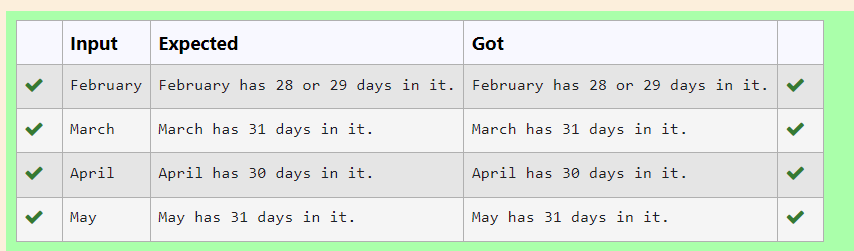 Input Expected Got
February February has 28 or 29 days in it. February has 28 or 29 days in it.
March March has 31 days in it. March has 31 days in it.
April April has 30 days in it. April has 30 days in it.
May May has 31 days in it. May has 31 days in it.